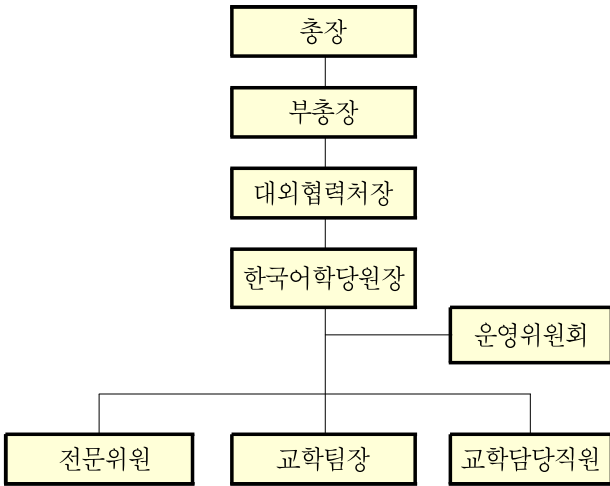 총장
부총장
대외협력처장
한국어학당원장
운영위원회
전문위원
교학팀장
교학담당직원